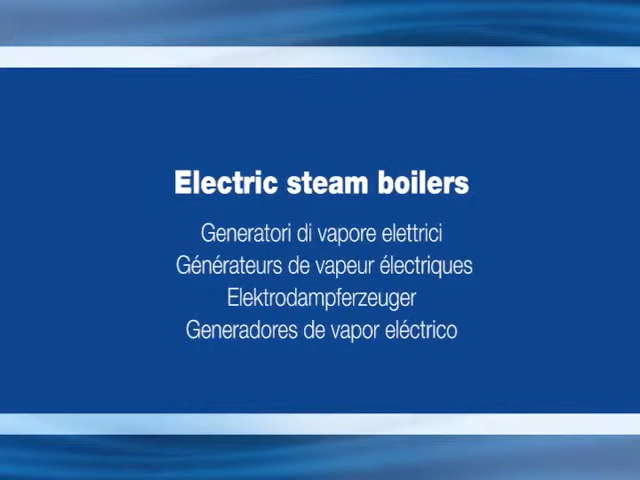 Electric steam boilers
Generatori di vapore elettrici
Générateurs de vapeur électriques
Elektrodampferzeuger
Generadores de vapor eléctrico